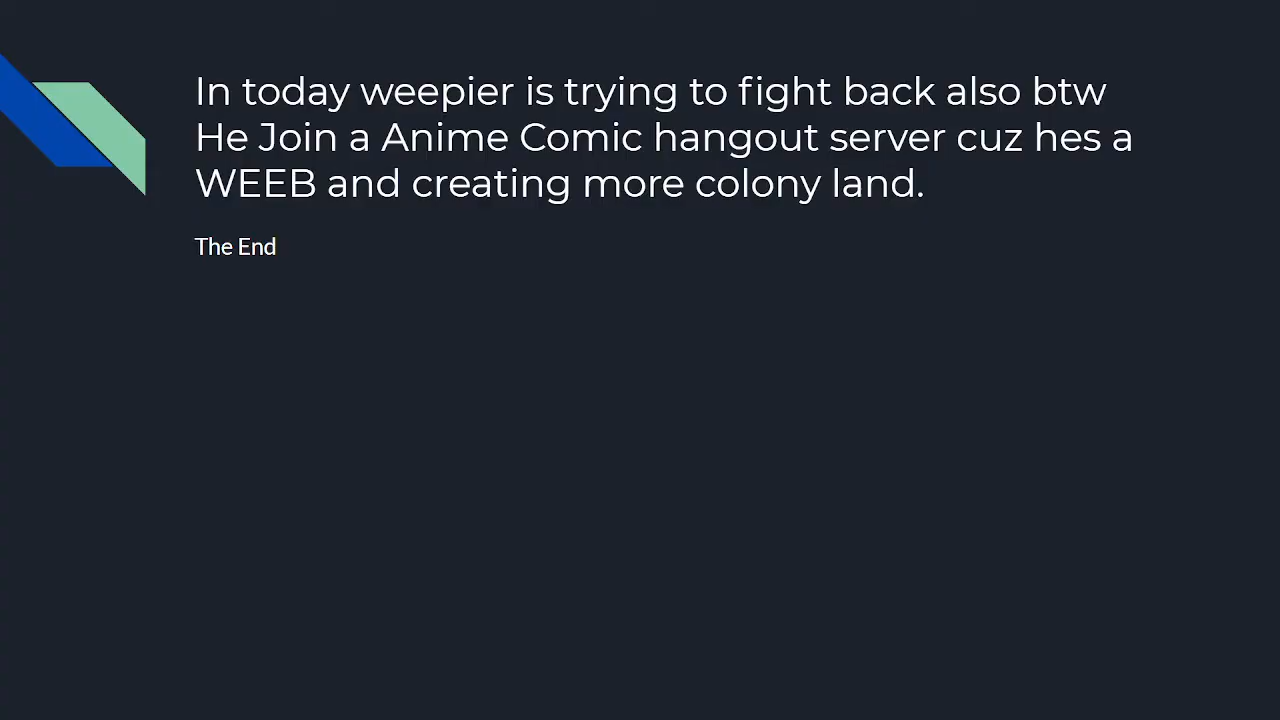 In today weepier is trying to fight back also btw
He Join a Anime Comic hangout server cuz hes a
WEEB and creating more colony land.
The End